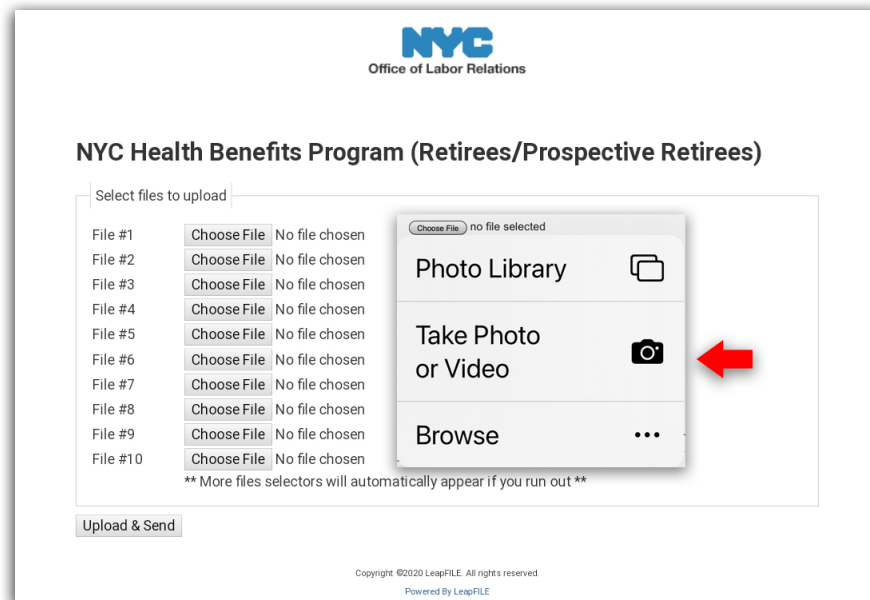 NYC
Office of Labor Relations
NYC Health Benefits Program (Retirees/Prospective Retirees)
Select files to upload
File #1 Choose File No file chosen
File #2 Choose File No file chosen
File #3 Choose File No file chosen
File #4 Choose File No file chosen
File #5 Choose File No file chosen
File #6 Choose File No file chosen
File #7 Choose File No file chosen
File #8 Choose File No file chosen
File #9 Choose File No file chosen
File #10 Choose File No file chosen
** More files selectors will automatically appear if you run out **
Choose File no file selected
Photo Library
Take Photo
or Video
Browse
Upload & Send
Copyright ©2020 LeapFILE. All rights reserved.
Powered By LeapFILE